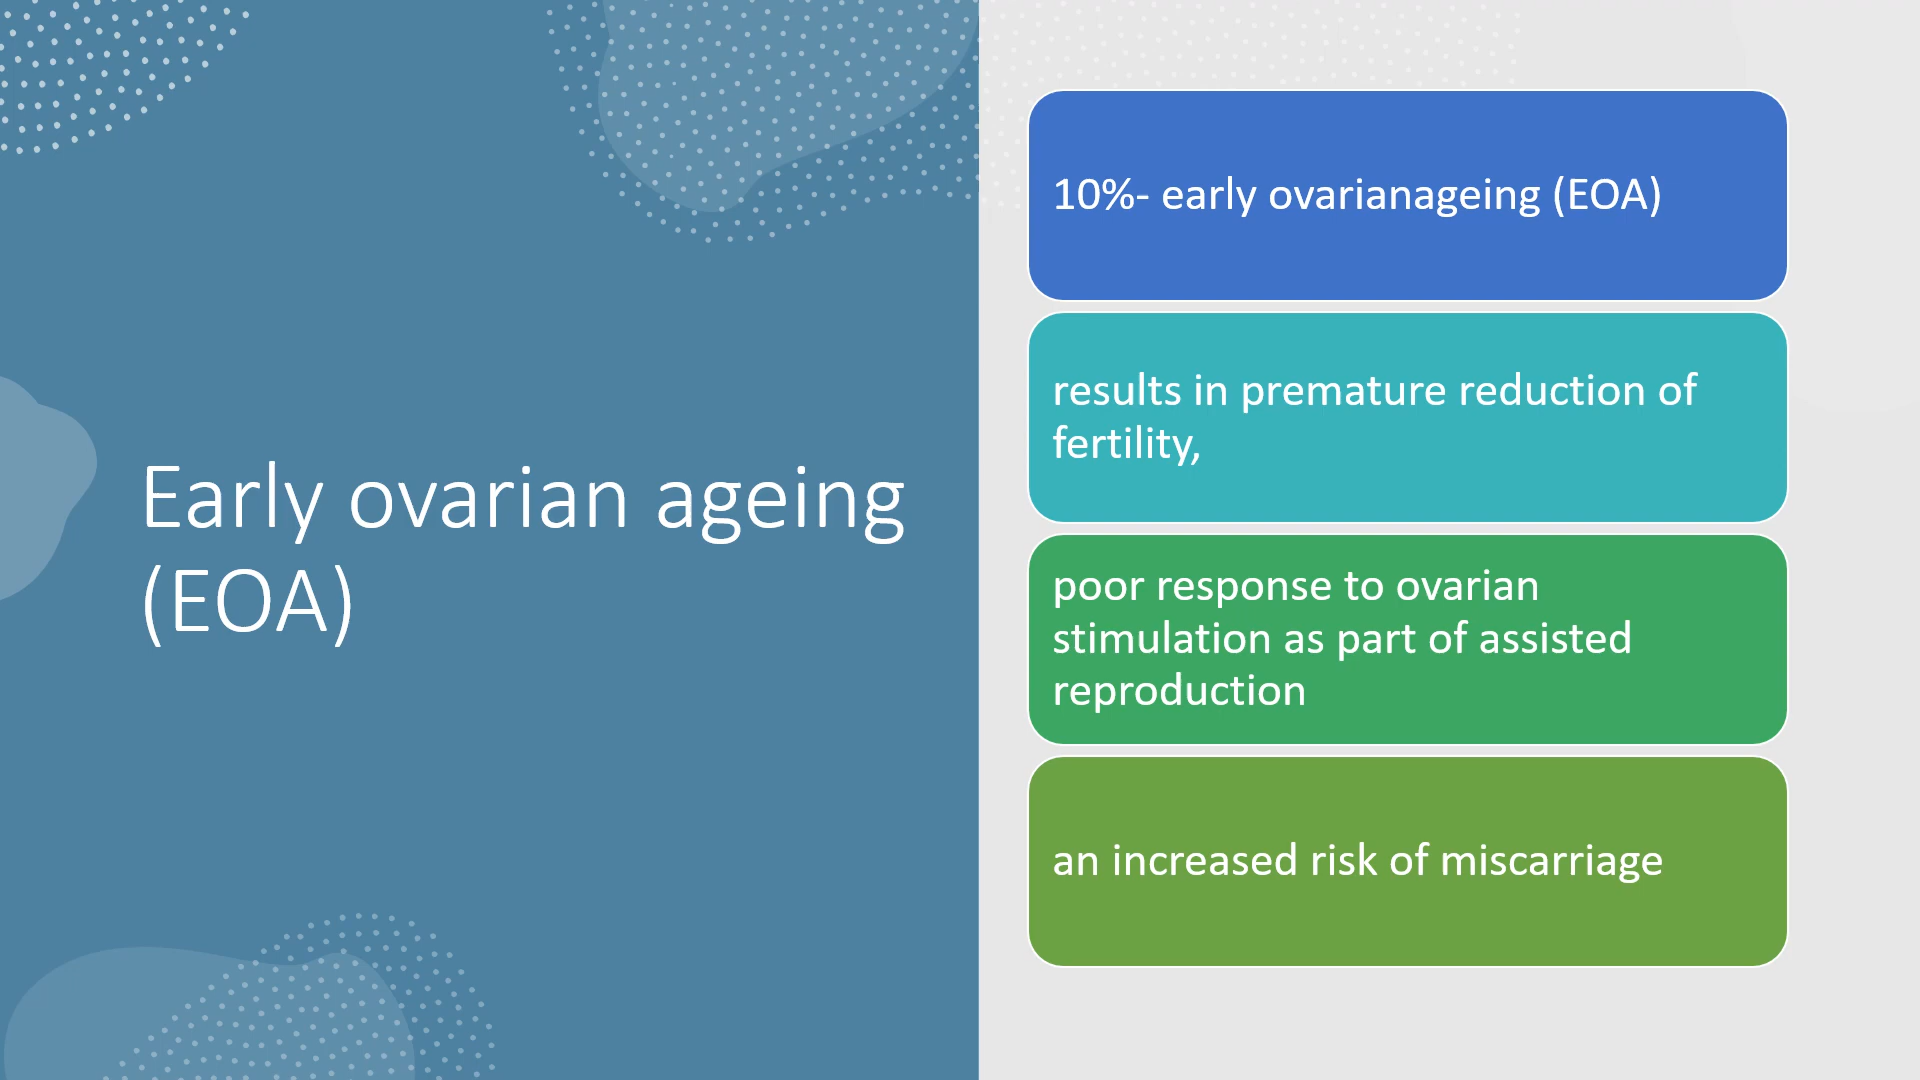 Early ovarian ageing
(EOA)
10%- early ovarianageing (EOA)
results in premature reduction of
fertility,
poor response to ovarian
stimulation as part of assisted
reproduction
an increased risk of miscarriage